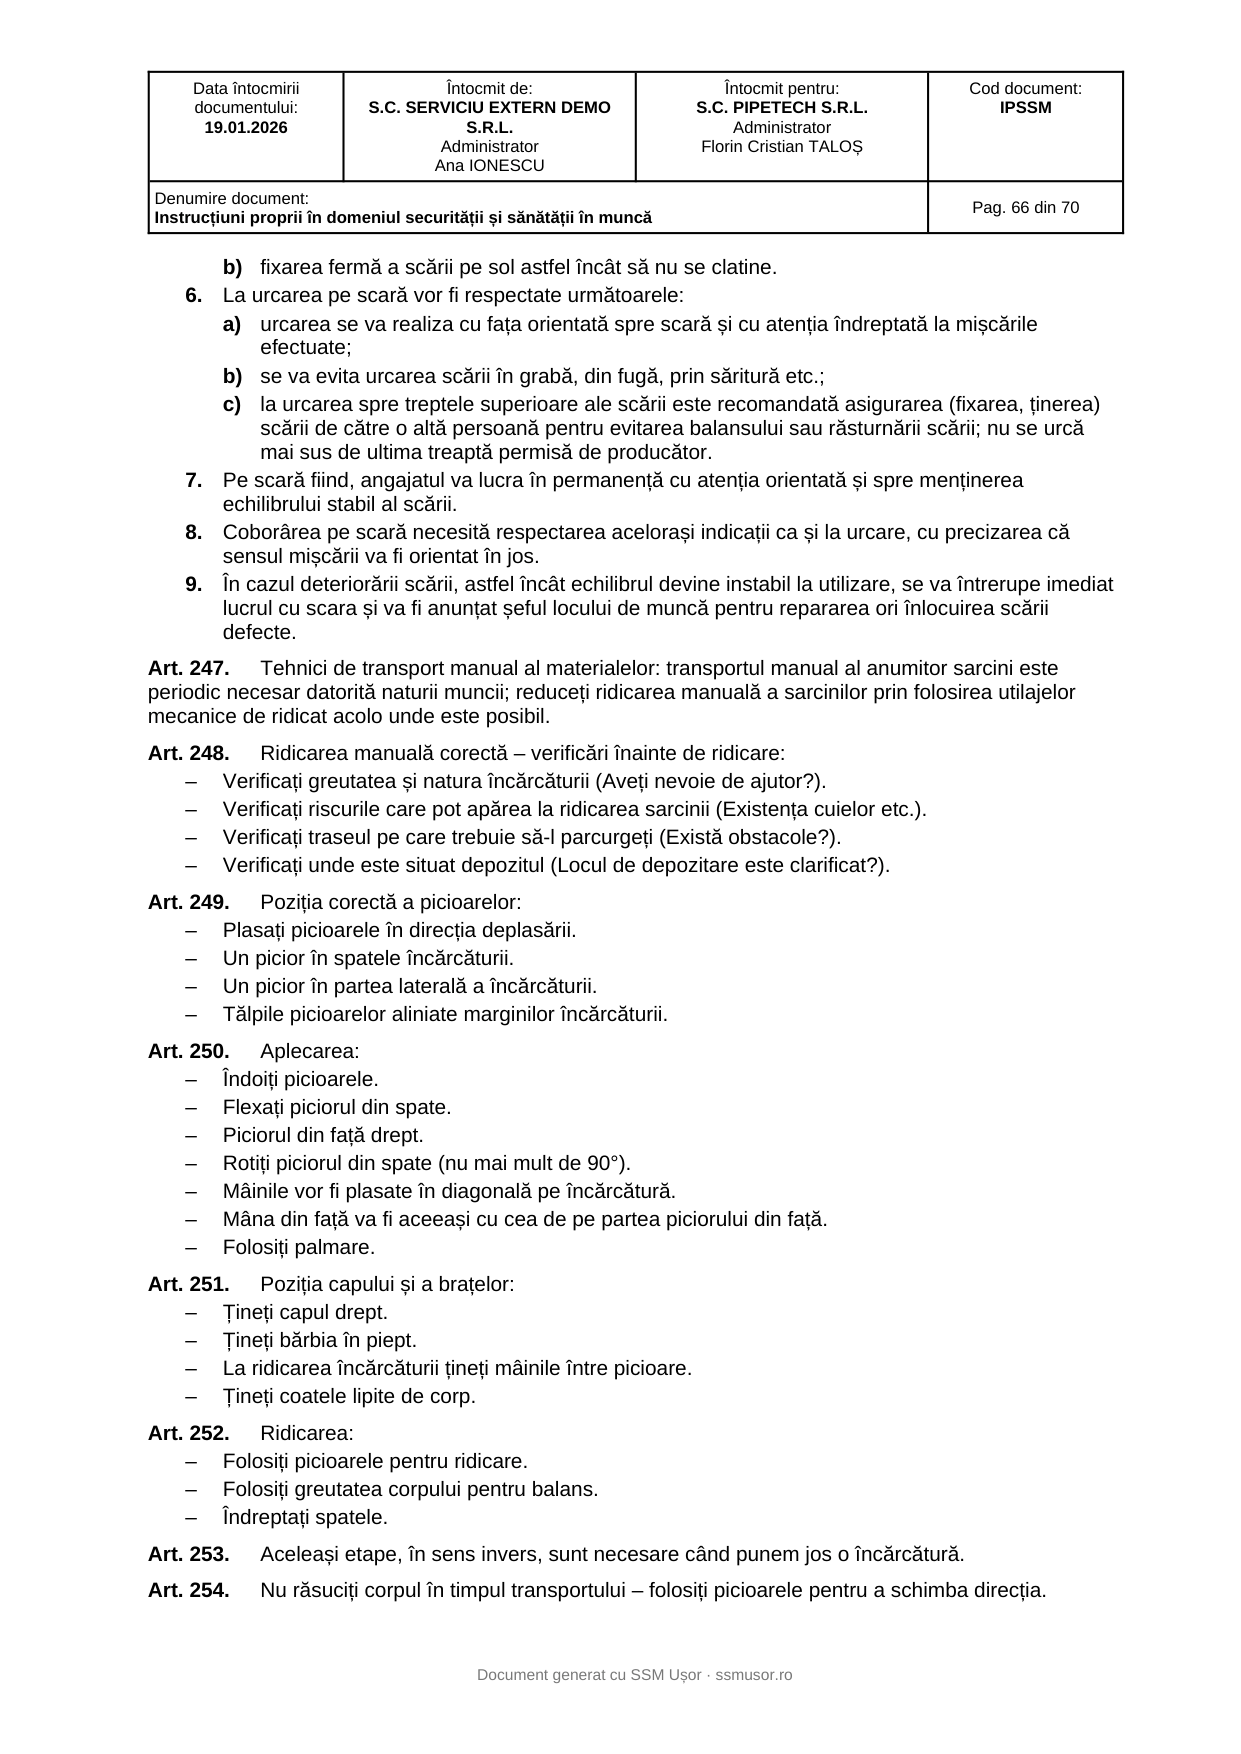 Data întocmirii
documentului:
19.01.2026
Întocmit de:
S.C. SERVICIU EXTERN DEMO
S.R.L.
Administrator
Ana IONESCU
Întocmit pentru:
S.C. PIPETECH S.R.L.
Administrator
Florin Cristian TALOȘ
Cod document:
IPSSM
Denumire document:
Instrucțiuni proprii în domeniul securității și sănătății în muncă
Pag. 66 din 70
b) fixarea fermă a scării pe sol astfel încât să nu se clatine.
6. La urcarea pe scară vor fi respectate următoarele:
a) urcarea se va realiza cu fața orientată spre scară și cu atenția îndreptată la mișcările
efectuate;
b) se va evita urcarea scării în grabă, din fugă, prin săritură etc.;
c) la urcarea spre treptele superioare ale scării este recomandată asigurarea (fixarea, ținerea)
scării de către o altă persoană pentru evitarea balansului sau răsturnării scării; nu se urcă
mai sus de ultima treaptă permisă de producător.
7. Pe scară fiind, angajatul va lucra în permanență cu atenția orientată și spre menținerea
echilibrului stabil al scării.
8. Coborârea pe scară necesită respectarea acelorași indicații ca și la urcare, cu precizarea că
sensul mișcării va fi orientat în jos.
9. În cazul deteriorării scării, astfel încât echilibrul devine instabil la utilizare, se va întrerupe imediat
lucrul cu scara și va fi anunțat șeful locului de muncă pentru repararea ori înlocuirea scării
defecte.
Art. 247. Tehnici de transport manual al materialelor: transportul manual al anumitor sarcini este
periodic necesar datorită naturii muncii; reduceți ridicarea manuală a sarcinilor prin folosirea utilajelor
mecanice de ridicat acolo unde este posibil.
Art. 248. Ridicarea manuală corectă – verificări înainte de ridicare:
– Verificați greutatea și natura încărcăturii (Aveți nevoie de ajutor?).
– Verificați riscurile care pot apărea la ridicarea sarcinii (Existența cuielor etc.).
– Verificați traseul pe care trebuie să-l parcurgeți (Există obstacole?).
– Verificați unde este situat depozitul (Locul de depozitare este clarificat?).
Art. 249. Poziția corectă a picioarelor:
– Plasați picioarele în direcția deplasării.
– Un picior în spatele încărcăturii.
– Un picior în partea laterală a încărcăturii.
– Tălpile picioarelor aliniate marginilor încărcăturii.
Art. 250. Aplecarea:
– Îndoiți picioarele.
– Flexați piciorul din spate.
– Piciorul din față drept.
– Rotiți piciorul din spate (nu mai mult de 90°).
– Mâinile vor fi plasate în diagonală pe încărcătură.
– Mâna din față va fi aceeași cu cea de pe partea piciorului din față.
– Folosiți palmare.
Art. 251. Poziția capului și a brațelor:
– Țineți capul drept.
– Țineți bărbia în piept.
– La ridicarea încărcăturii țineți mâinile între picioare.
– Țineți coatele lipite de corp.
Art. 252. Ridicarea:
– Folosiți picioarele pentru ridicare.
– Folosiți greutatea corpului pentru balans.
– Îndreptați spatele.
Art. 253. Aceleași etape, în sens invers, sunt necesare când punem jos o încărcătură.
Art. 254. Nu răsuciți corpul în timpul transportului – folosiți picioarele pentru a schimba direcția.
Document generat cu SSM Ușor · ssmusor.ro